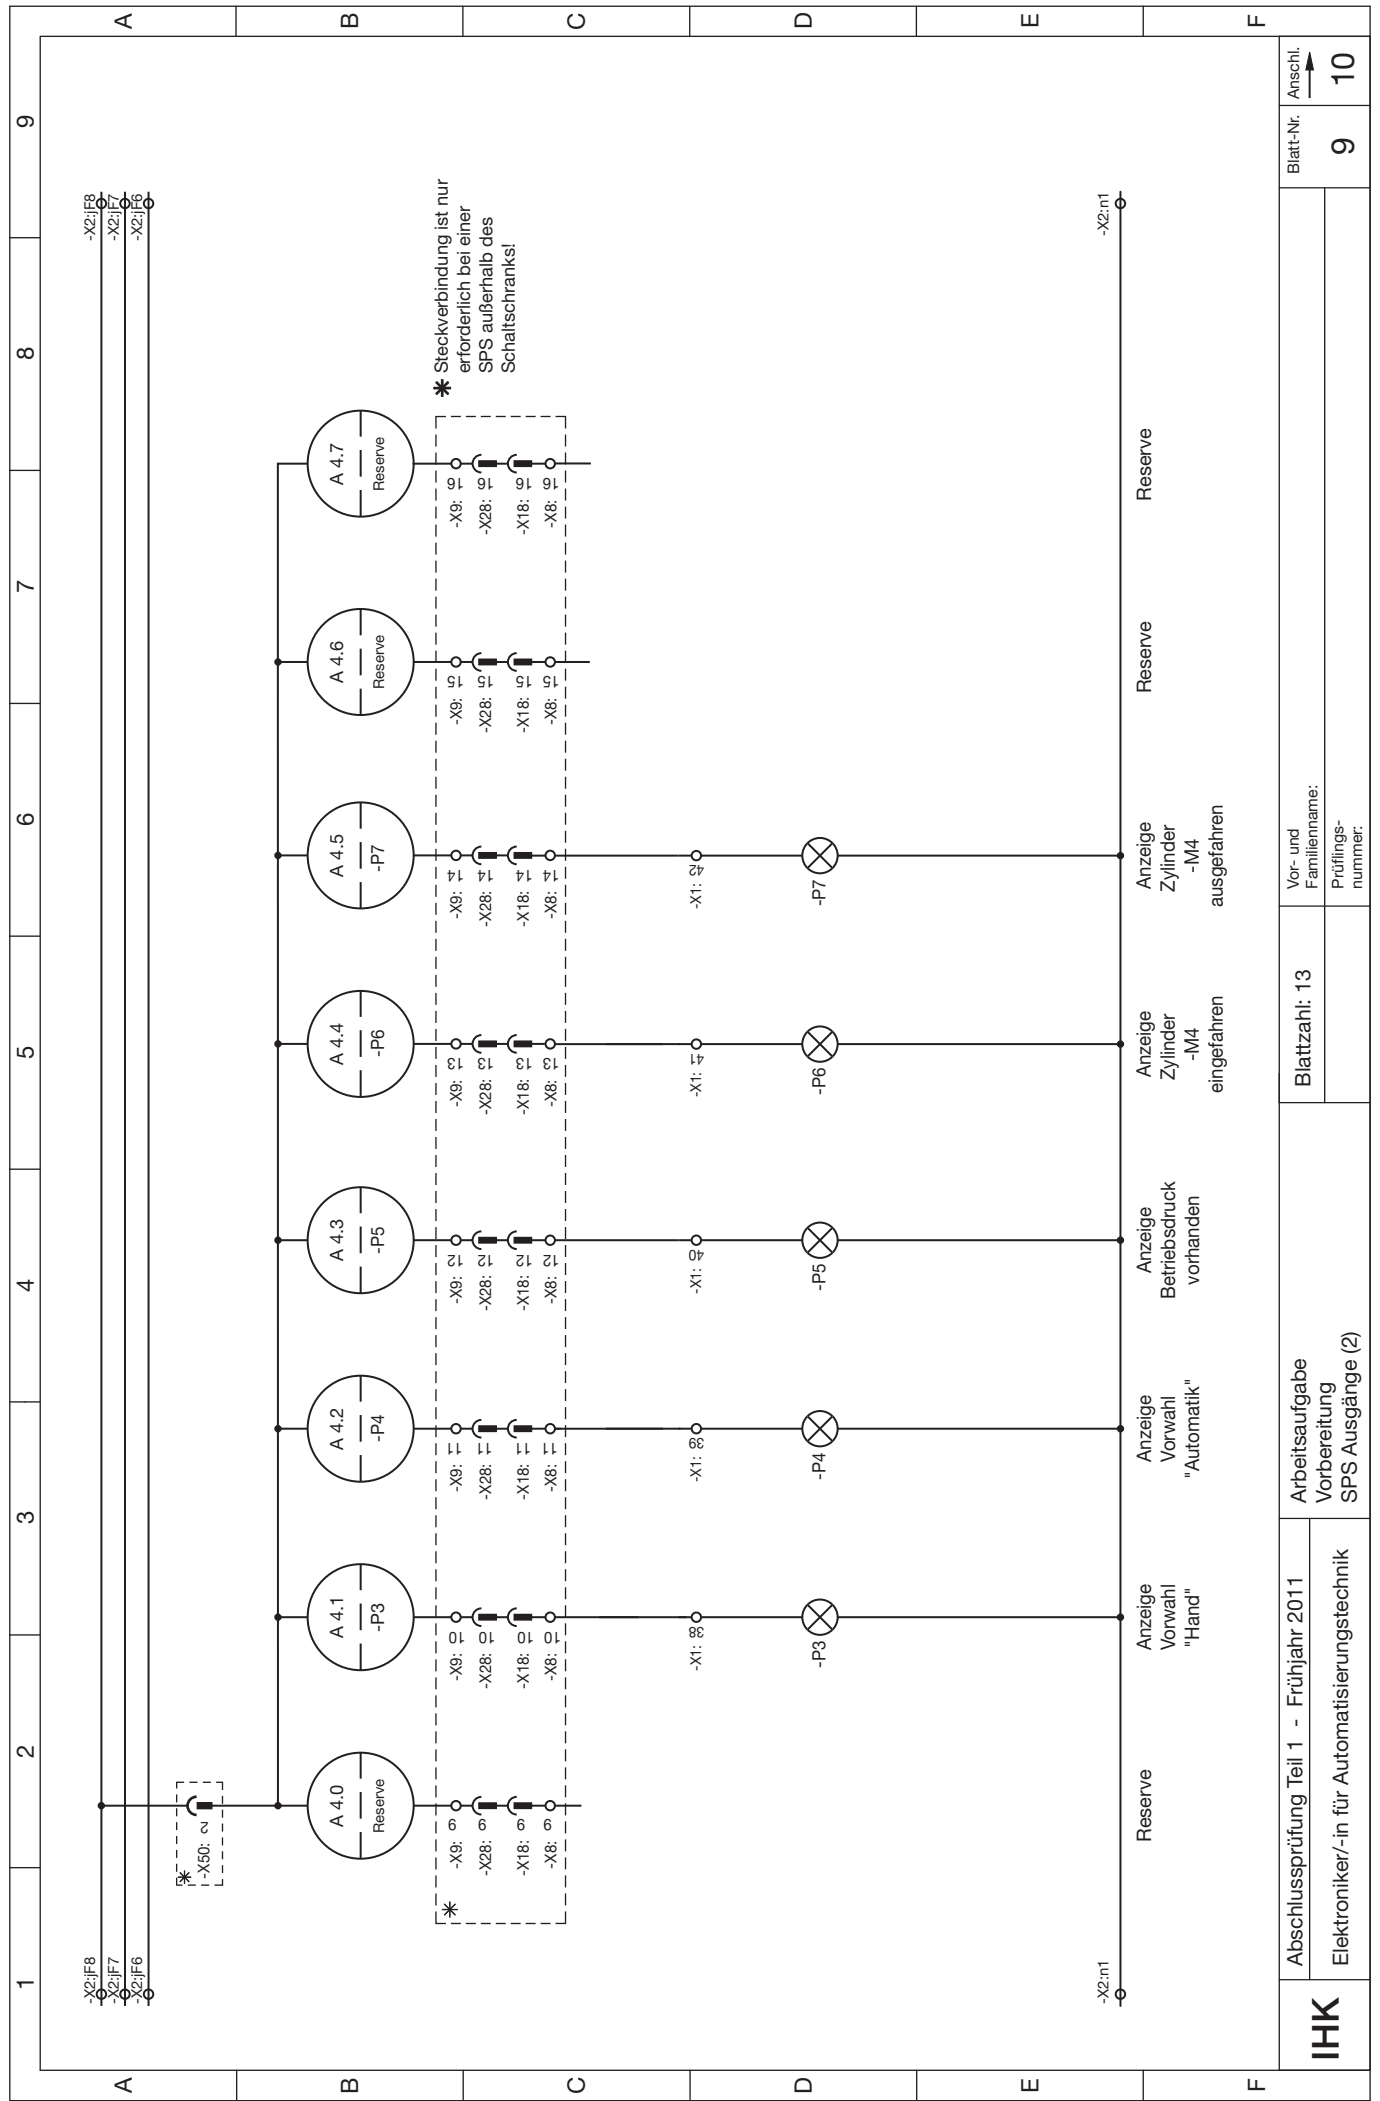 1 2 3 4 5 6 7 8 9
A A
B B
C C
D D
E E
F F
-X2:jF8 -X2:jF8
-X2:jF7 -X2:jF7
-X2:jF6 -X2:jF6
✱
-X50: 2
A 4.0 A 4.1 A 4.2 A 4.3 A 4.4 A 4.5 A 4.6 A 4.7
Reserve -P3 -P4 -P5 -P6 -P7 Reserve Reserve
✱ Steckverbindung ist nur
erforderlich bei einer
SPS außerhalb des
Schaltschranks!
✱
-X9: 9 -X9: 10 -X9: 11 -X9: 12 -X9: 13 -X9: 14 -X9: 15 -X9: 16
-X28: 9 -X28: 10 -X28: 11 -X28: 12 -X28: 13 -X28: 14 -X28: 15 -X28: 16
-X18: 9 -X18: 10 -X18: 11 -X18: 12 -X18: 13 -X18: 14 -X18: 15 -X18: 16
-X8: 9 -X8: 10 -X8: 11 -X8: 12 -X8: 13 -X8: 14 -X8: 15 -X8: 16
-X1: 38 -X1: 39 -X1: 40 -X1: 41 -X1: 42
-P3 -P4 -P5 -P6 -P7
-X2:n1 -X2:n1
Reserve
Anzeige
Vorwahl
"Hand"
Anzeige
Vorwahl
"Automatik"
Anzeige
Betriebsdruck
vorhanden
Anzeige
Zylinder
-M4
eingefahren
Anzeige
Zylinder
-M4
ausgefahren
Reserve
Reserve
IHK
Abschlussprüfung Teil 1 - Frühjahr 2011
Elektroniker/-in für Automatisierungstechnik
Arbeitsaufgabe
Vorbereitung
SPS Ausgänge (2)
Blattzahl: 13
Vor- und
Familienname:
Prüflings-
nummer:
Blatt-Nr.
9
Anschl.
10